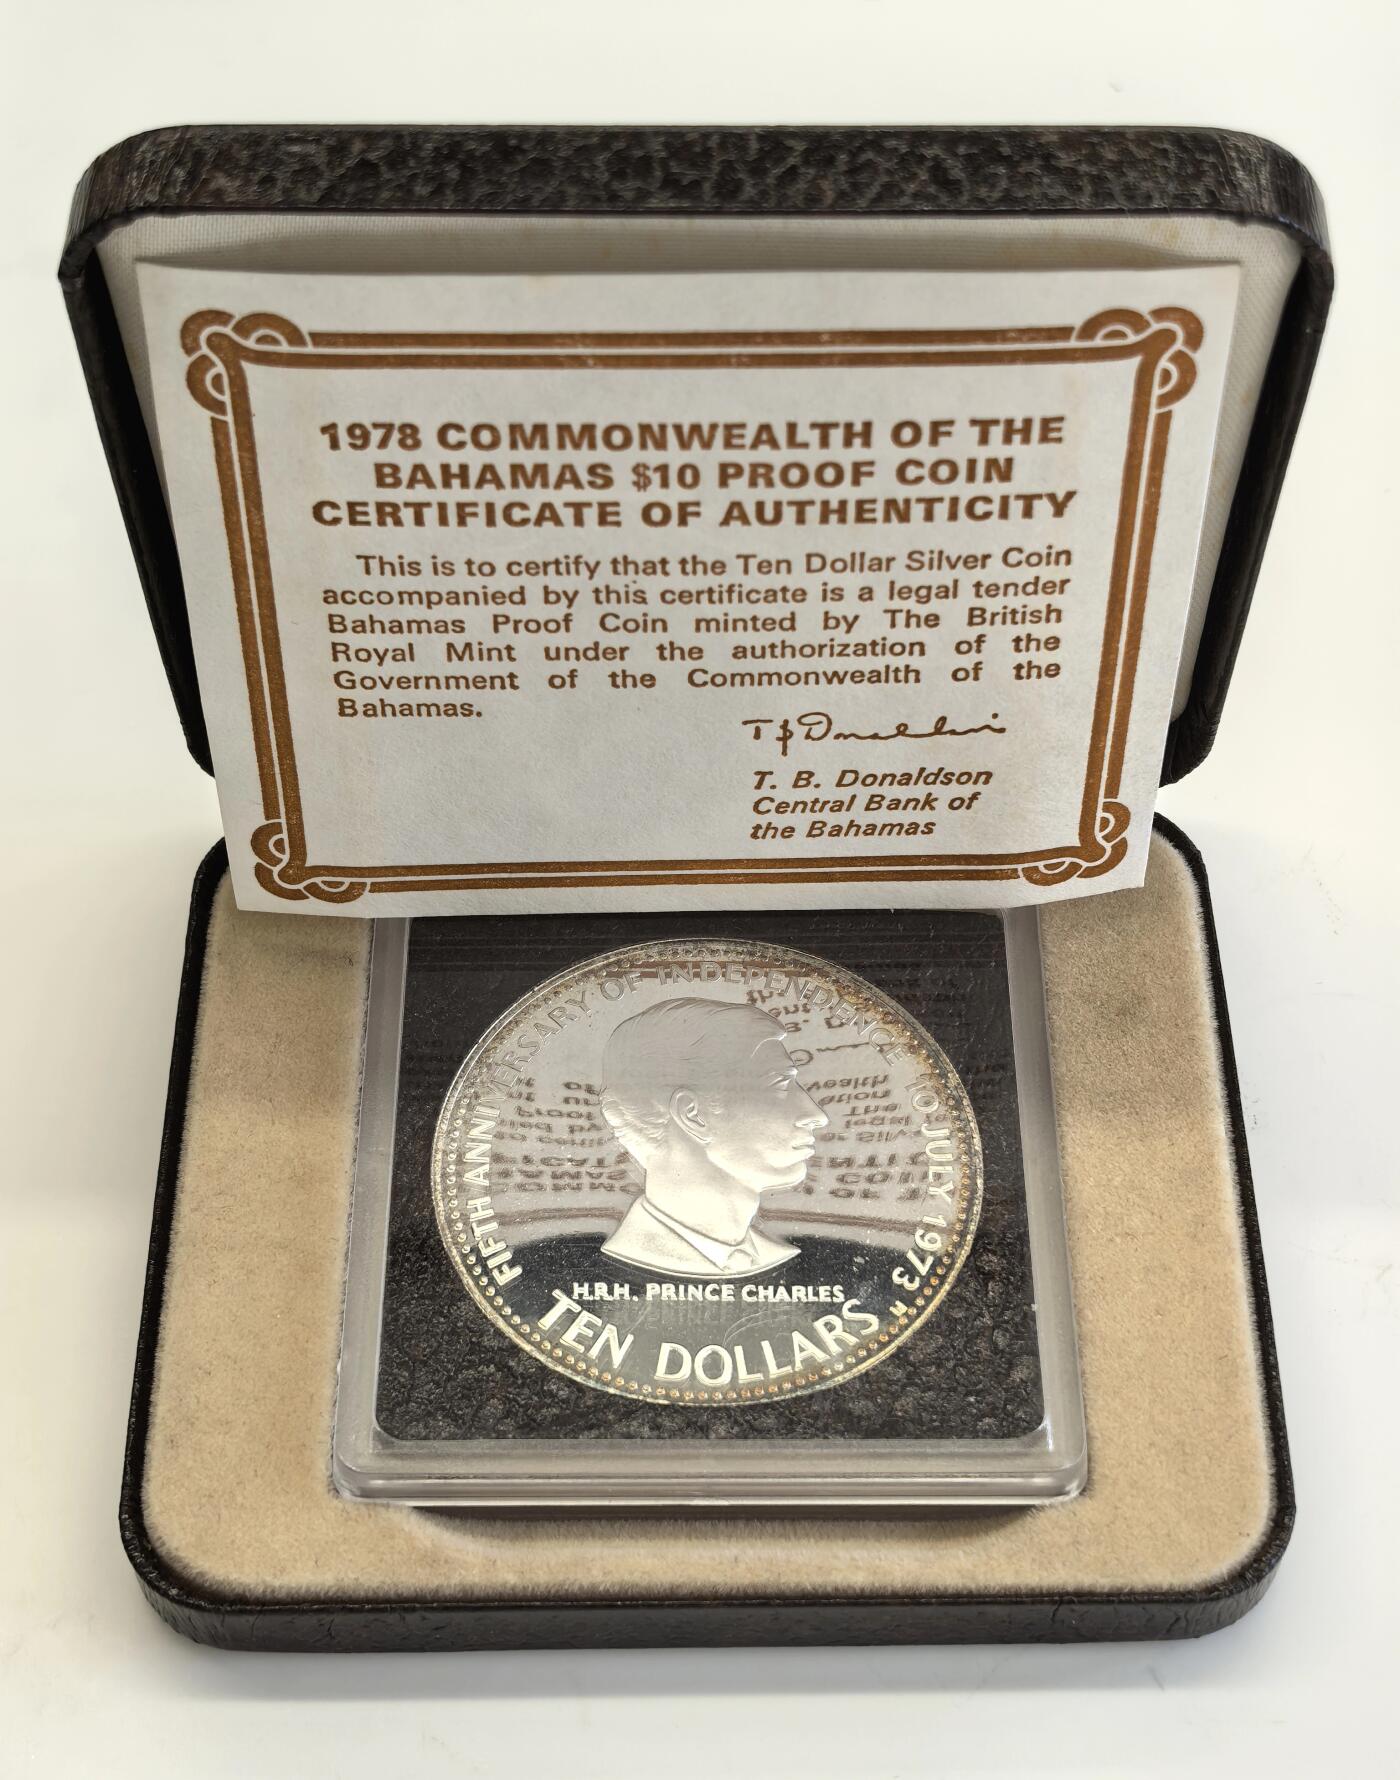 1978 COMMONWEALTH OF THE
BAHAMAS $10 PROOF COIN
CERTIFICATE OF AUTHENTICITY
This is to certify that the Ten Dollar Silver Coin
accompanied by this certificate is a legal tender
Bahamas Proof Coin minted by The British
Royal Mint under the authorization of the
Government of the Commonwealth of the
Bahamas.
T B Donaldson
T. B. Donaldson
Central Bank of
the Bahamas
FIFTH ANNIVERSARY OF INDEPENDENCE 10 JULY 1973
H.R.H. PRINCE CHARLES
TEN DOLLARS